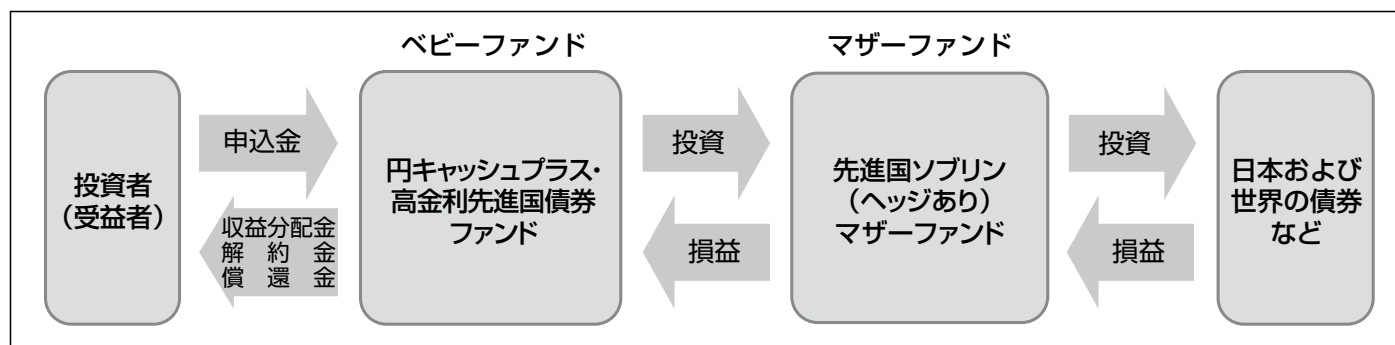 ベビーファンド
マザーファンド
投資者
（受益者）
申込金
収益分配金
解約金
償還金
円キャッシュプラス・
高金利先進国債券
ファンド
投資
損益
先進国ソブリン
（ヘッジあり）
マザーファンド
投資
損益
日本および
世界の債券
など